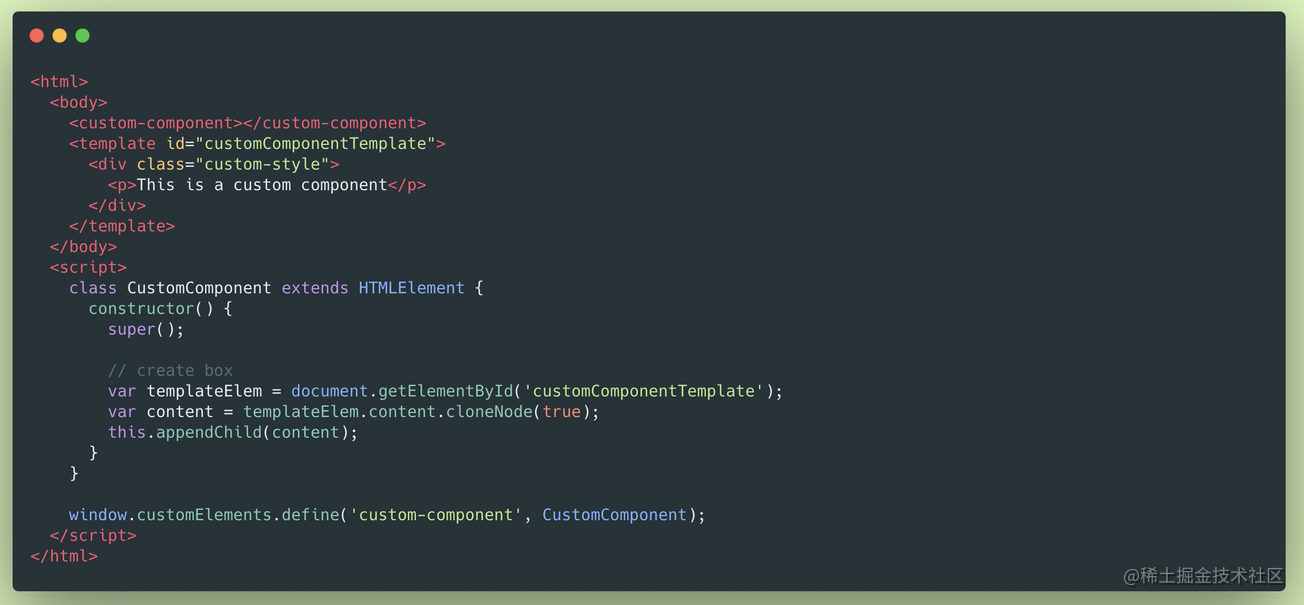 <html>
  <body>
    <custom-component></custom-component>
    <template id="customComponentTemplate">
      <div class="custom-style">
        <p>This is a custom component</p>
      </div>
    </template>
  </body>
  <script>
    class CustomComponent extends HTMLElement {
      constructor() {
        super();

        // create box
        var templateElem = document.getElementById('customComponentTemplate');
        var content = templateElem.content.cloneNode(true);
        this.appendChild(content);
      }
    }

    window.customElements.define('custom-component', CustomComponent);
  </script>
</html>
@稀土掘金技术社区